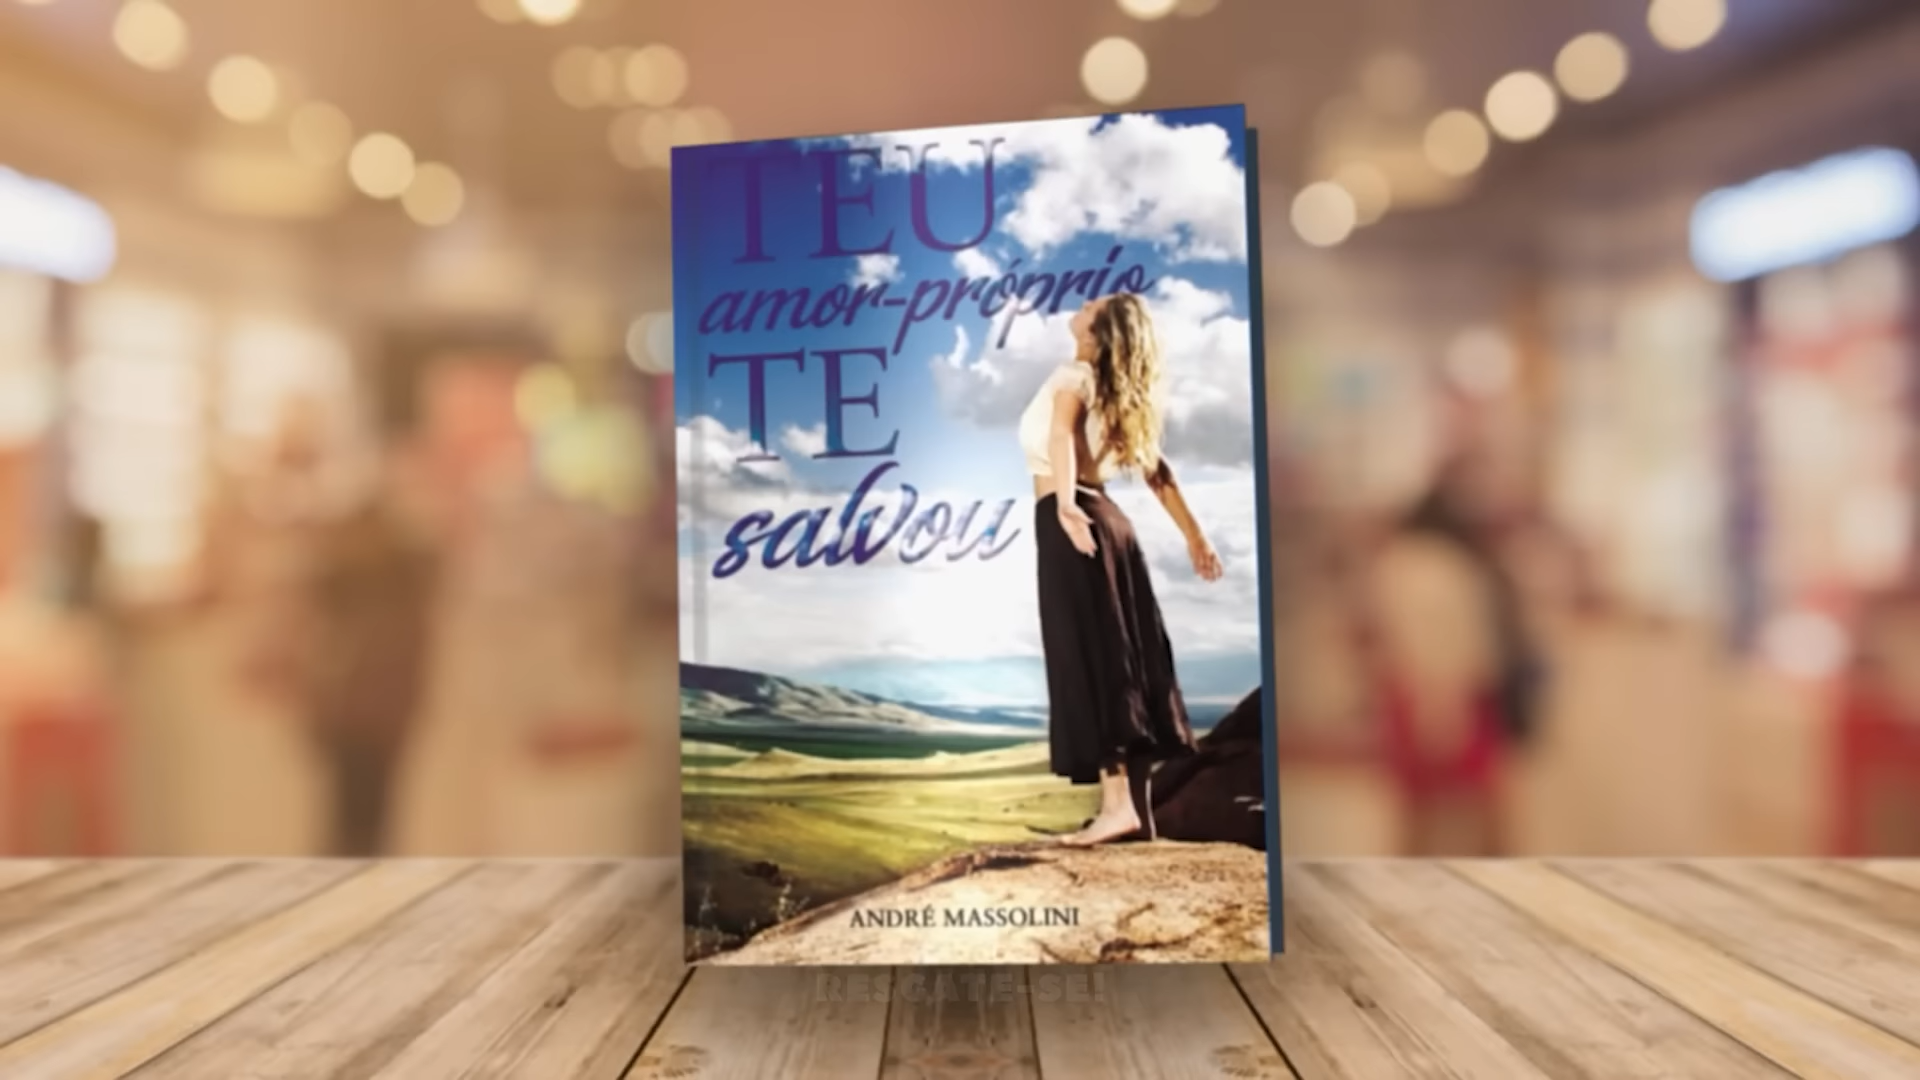 TEU
amor-próprio
TE
salvou
ANDRÉ MASSOLINI
RESGATE-SE!